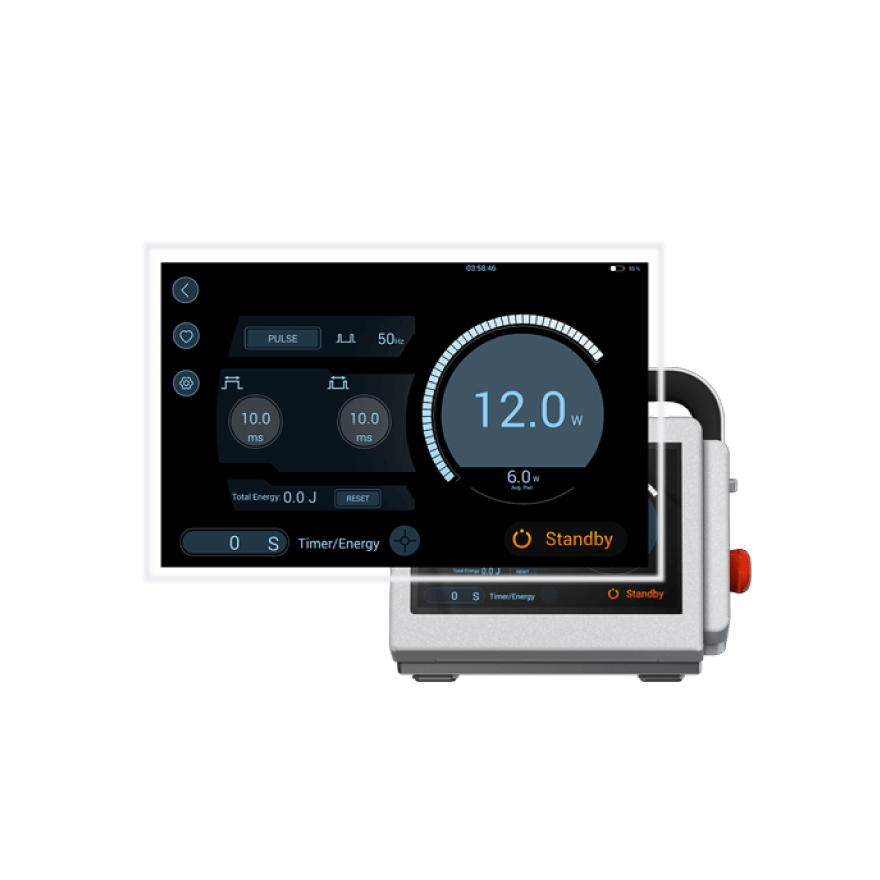 03:58:46
95 %
PULSE
50Hz
12.0 W
10.0 ms
10.0 ms
6.0 W
Avg. Pwr.
Total Energy: 0.0 J
RESET
0 S
Timer/Energy
Standby
Total Energy: 0.0 J
RESET
0 S
Timer/Energy
Standby